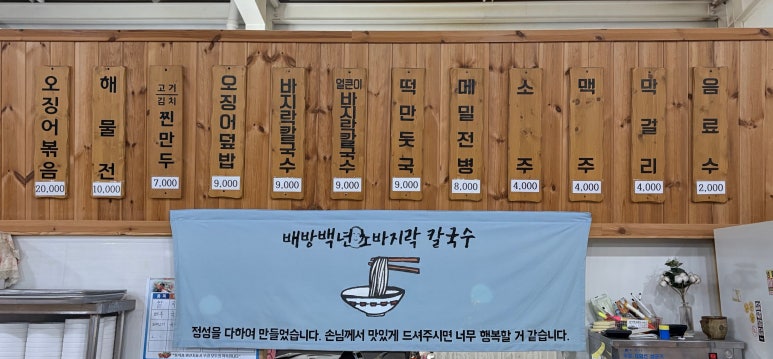 오징어볶음
20,000
해물전
10,000
고기
김치
찐만두
7,000
오징어덮밥
9,000
바지락칼국수
9,000
얼큰이
바지락칼국수
9,000
떡만둣국
9,000
메밀전병
8,000
소주
4,000
맥주
4,000
막걸리
4,000
음료수
2,000
배방백년 바지락 칼국수
정성을 다하여 만들었습니다. 손님께서 맛있게 드셔주시면 너무 행복할 거 같습니다.